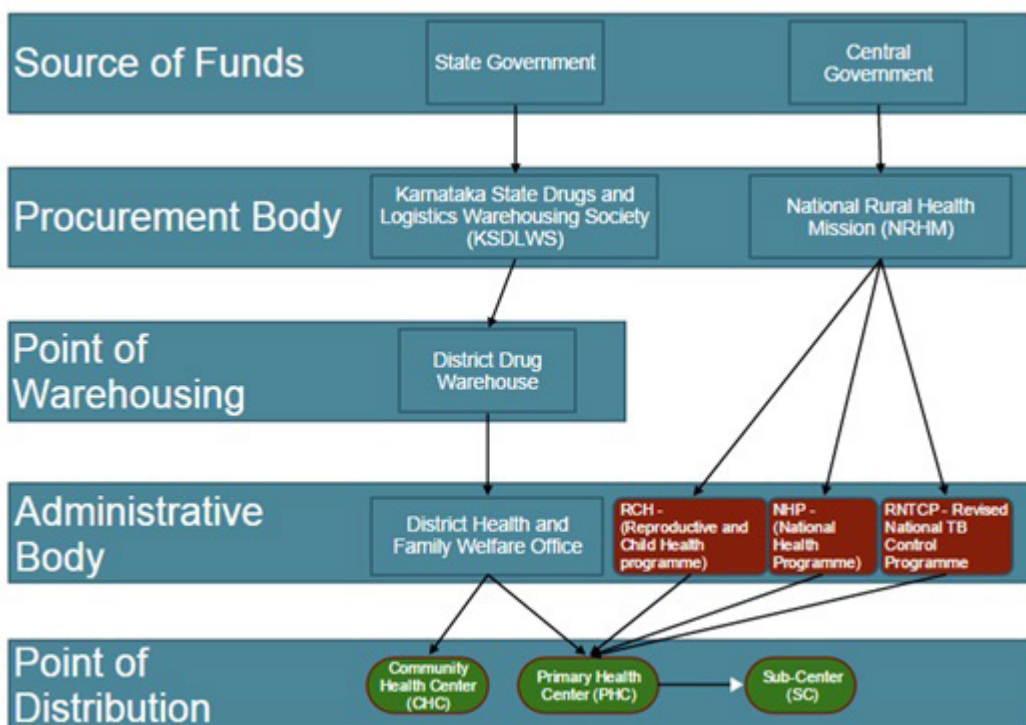 Source of Funds
State Government
Central
Government
Procurement Body
Karnataka State Drugs and
Logistics Warehousing Society
(KSDLWS)
National Rural Health
Mission (NRHM)
Point of
Warehousing
District Drug
Warehouse
Administrative
Body
District Health and
Family Welfare Office
RCH -
(Reproductive and
Child Health
programme)
NHP -
(National
Health
Programme)
RNTCP - Revised
National TB
Control
Programme
Point of
Distribution
Community
Health Center
(CHC)
Primary Health
Center (PHC)
Sub-Center
(SC)